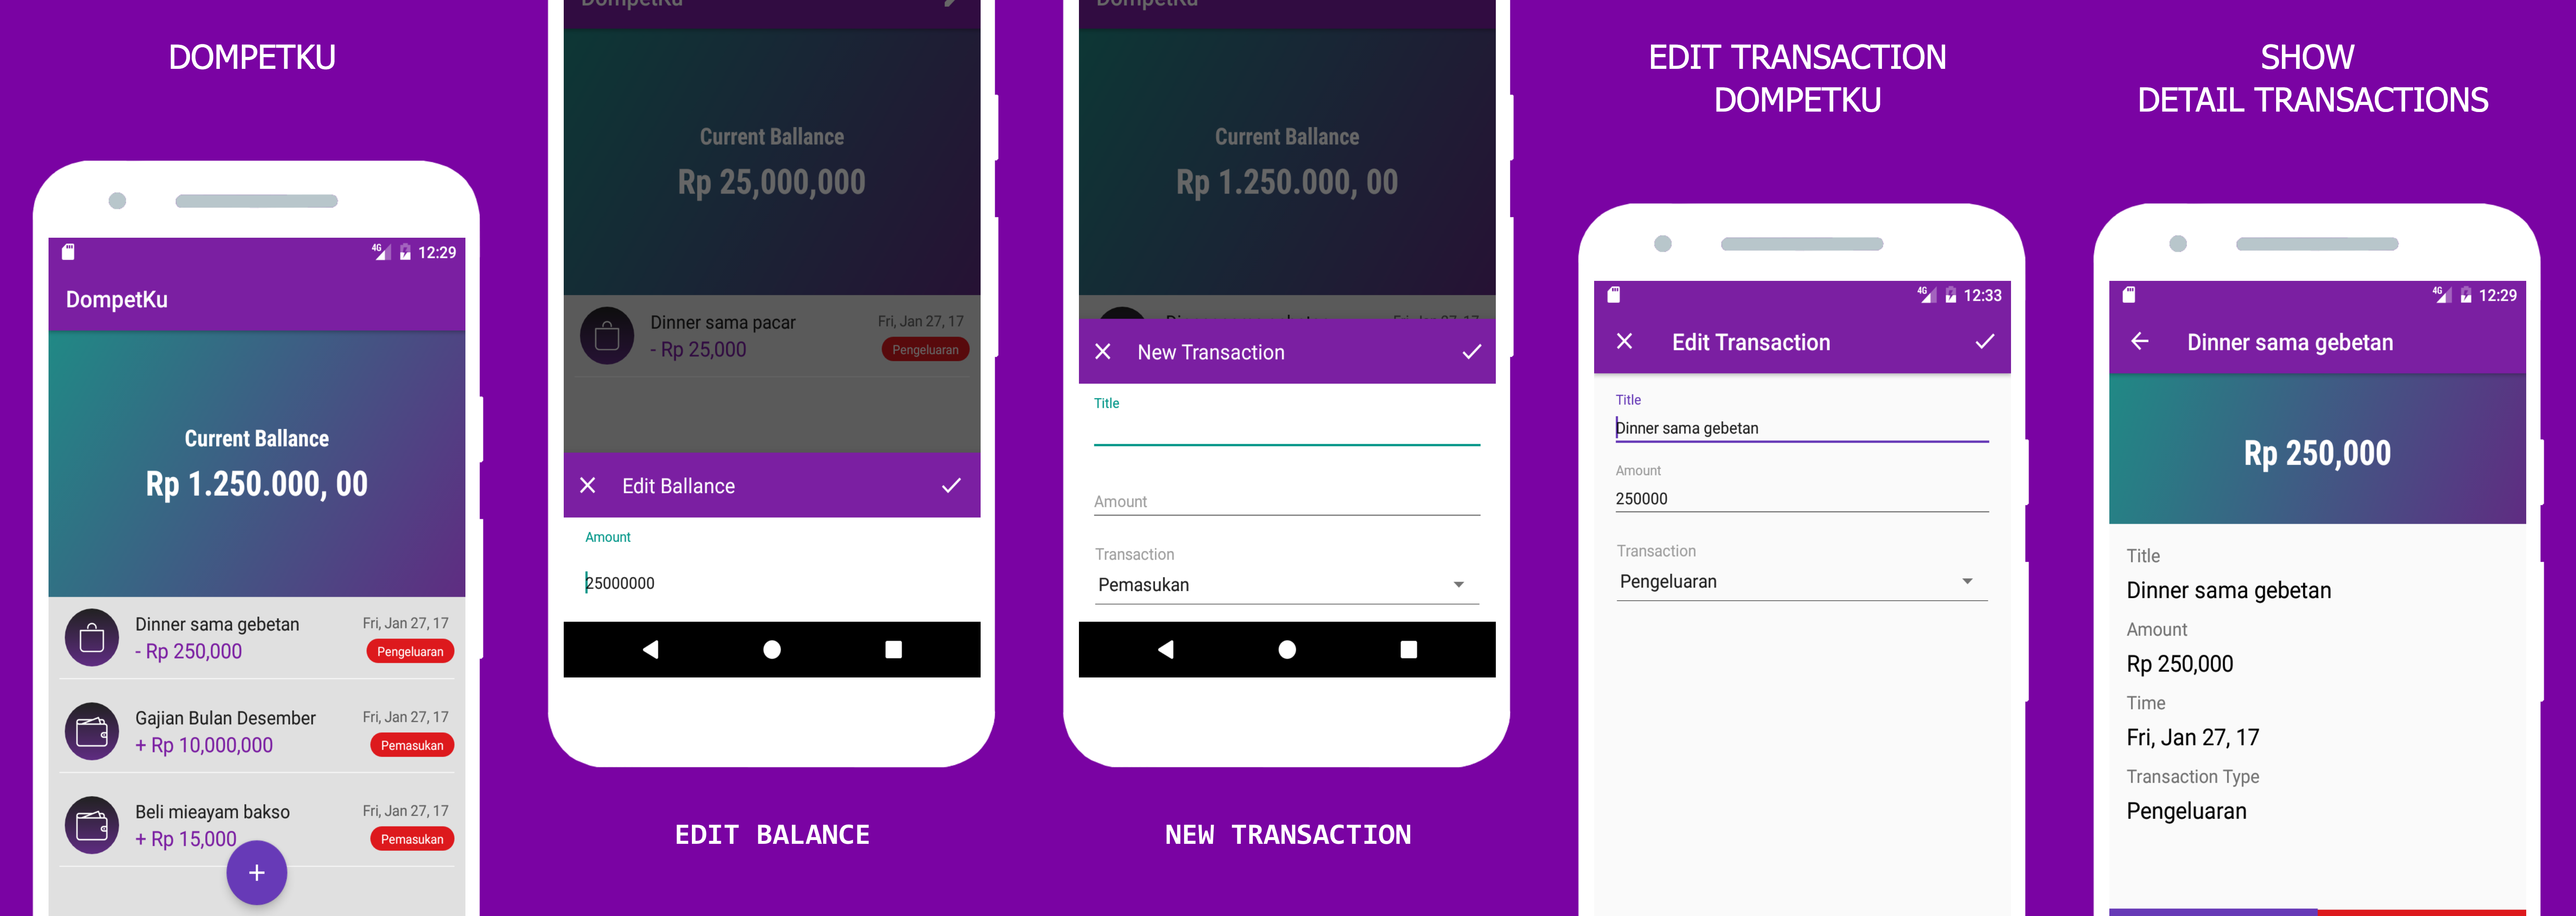 DOMPETKU
4G 12:29
DompetKu
Current Ballance
Rp 1.250.000, 00
Dinner sama gebetan
Fri, Jan 27, 17
- Rp 250,000
Pengeluaran
Gajian Bulan Desember
Fri, Jan 27, 17
+ Rp 10,000,000
Pemasukan
Beli mieayam bakso
Fri, Jan 27, 17
+ Rp 15,000
Pemasukan
+
DompetKu
Current Ballance
Rp 25,000,000
Dinner sama pacar
Fri, Jan 27, 17
- Rp 25,000
Pengeluaran
Edit Ballance
Amount
25000000
EDIT BALANCE
DompetKu
Current Ballance
Rp 1.250.000, 00
New Transaction
Title
Amount
Transaction
Pemasukan
NEW TRANSACTION
EDIT TRANSACTION
DOMPETKU
4G 12:33
Edit Transaction
Title
Dinner sama gebetan
Amount
250000
Transaction
Pengeluaran
SHOW
DETAIL TRANSACTIONS
4G 12:29
Dinner sama gebetan
Rp 250,000
Title
Dinner sama gebetan
Amount
Rp 250,000
Time
Fri, Jan 27, 17
Transaction Type
Pengeluaran